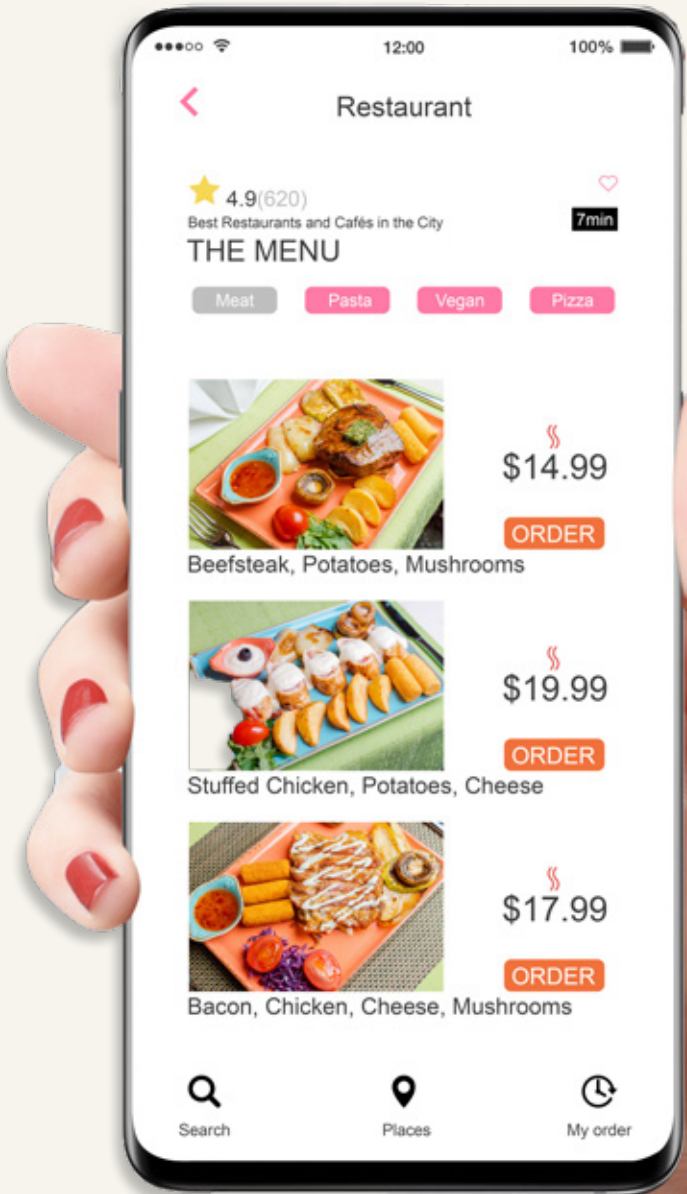 12:00
100%
Restaurant
4.9(620)
Best Restaurants and Cafés in the City
7min
THE MENU
Meat Pasta Vegan Pizza
$14.99
ORDER
Beefsteak, Potatoes, Mushrooms
$19.99
ORDER
Stuffed Chicken, Potatoes, Cheese
$17.99
ORDER
Bacon, Chicken, Cheese, Mushrooms
Search Places My order